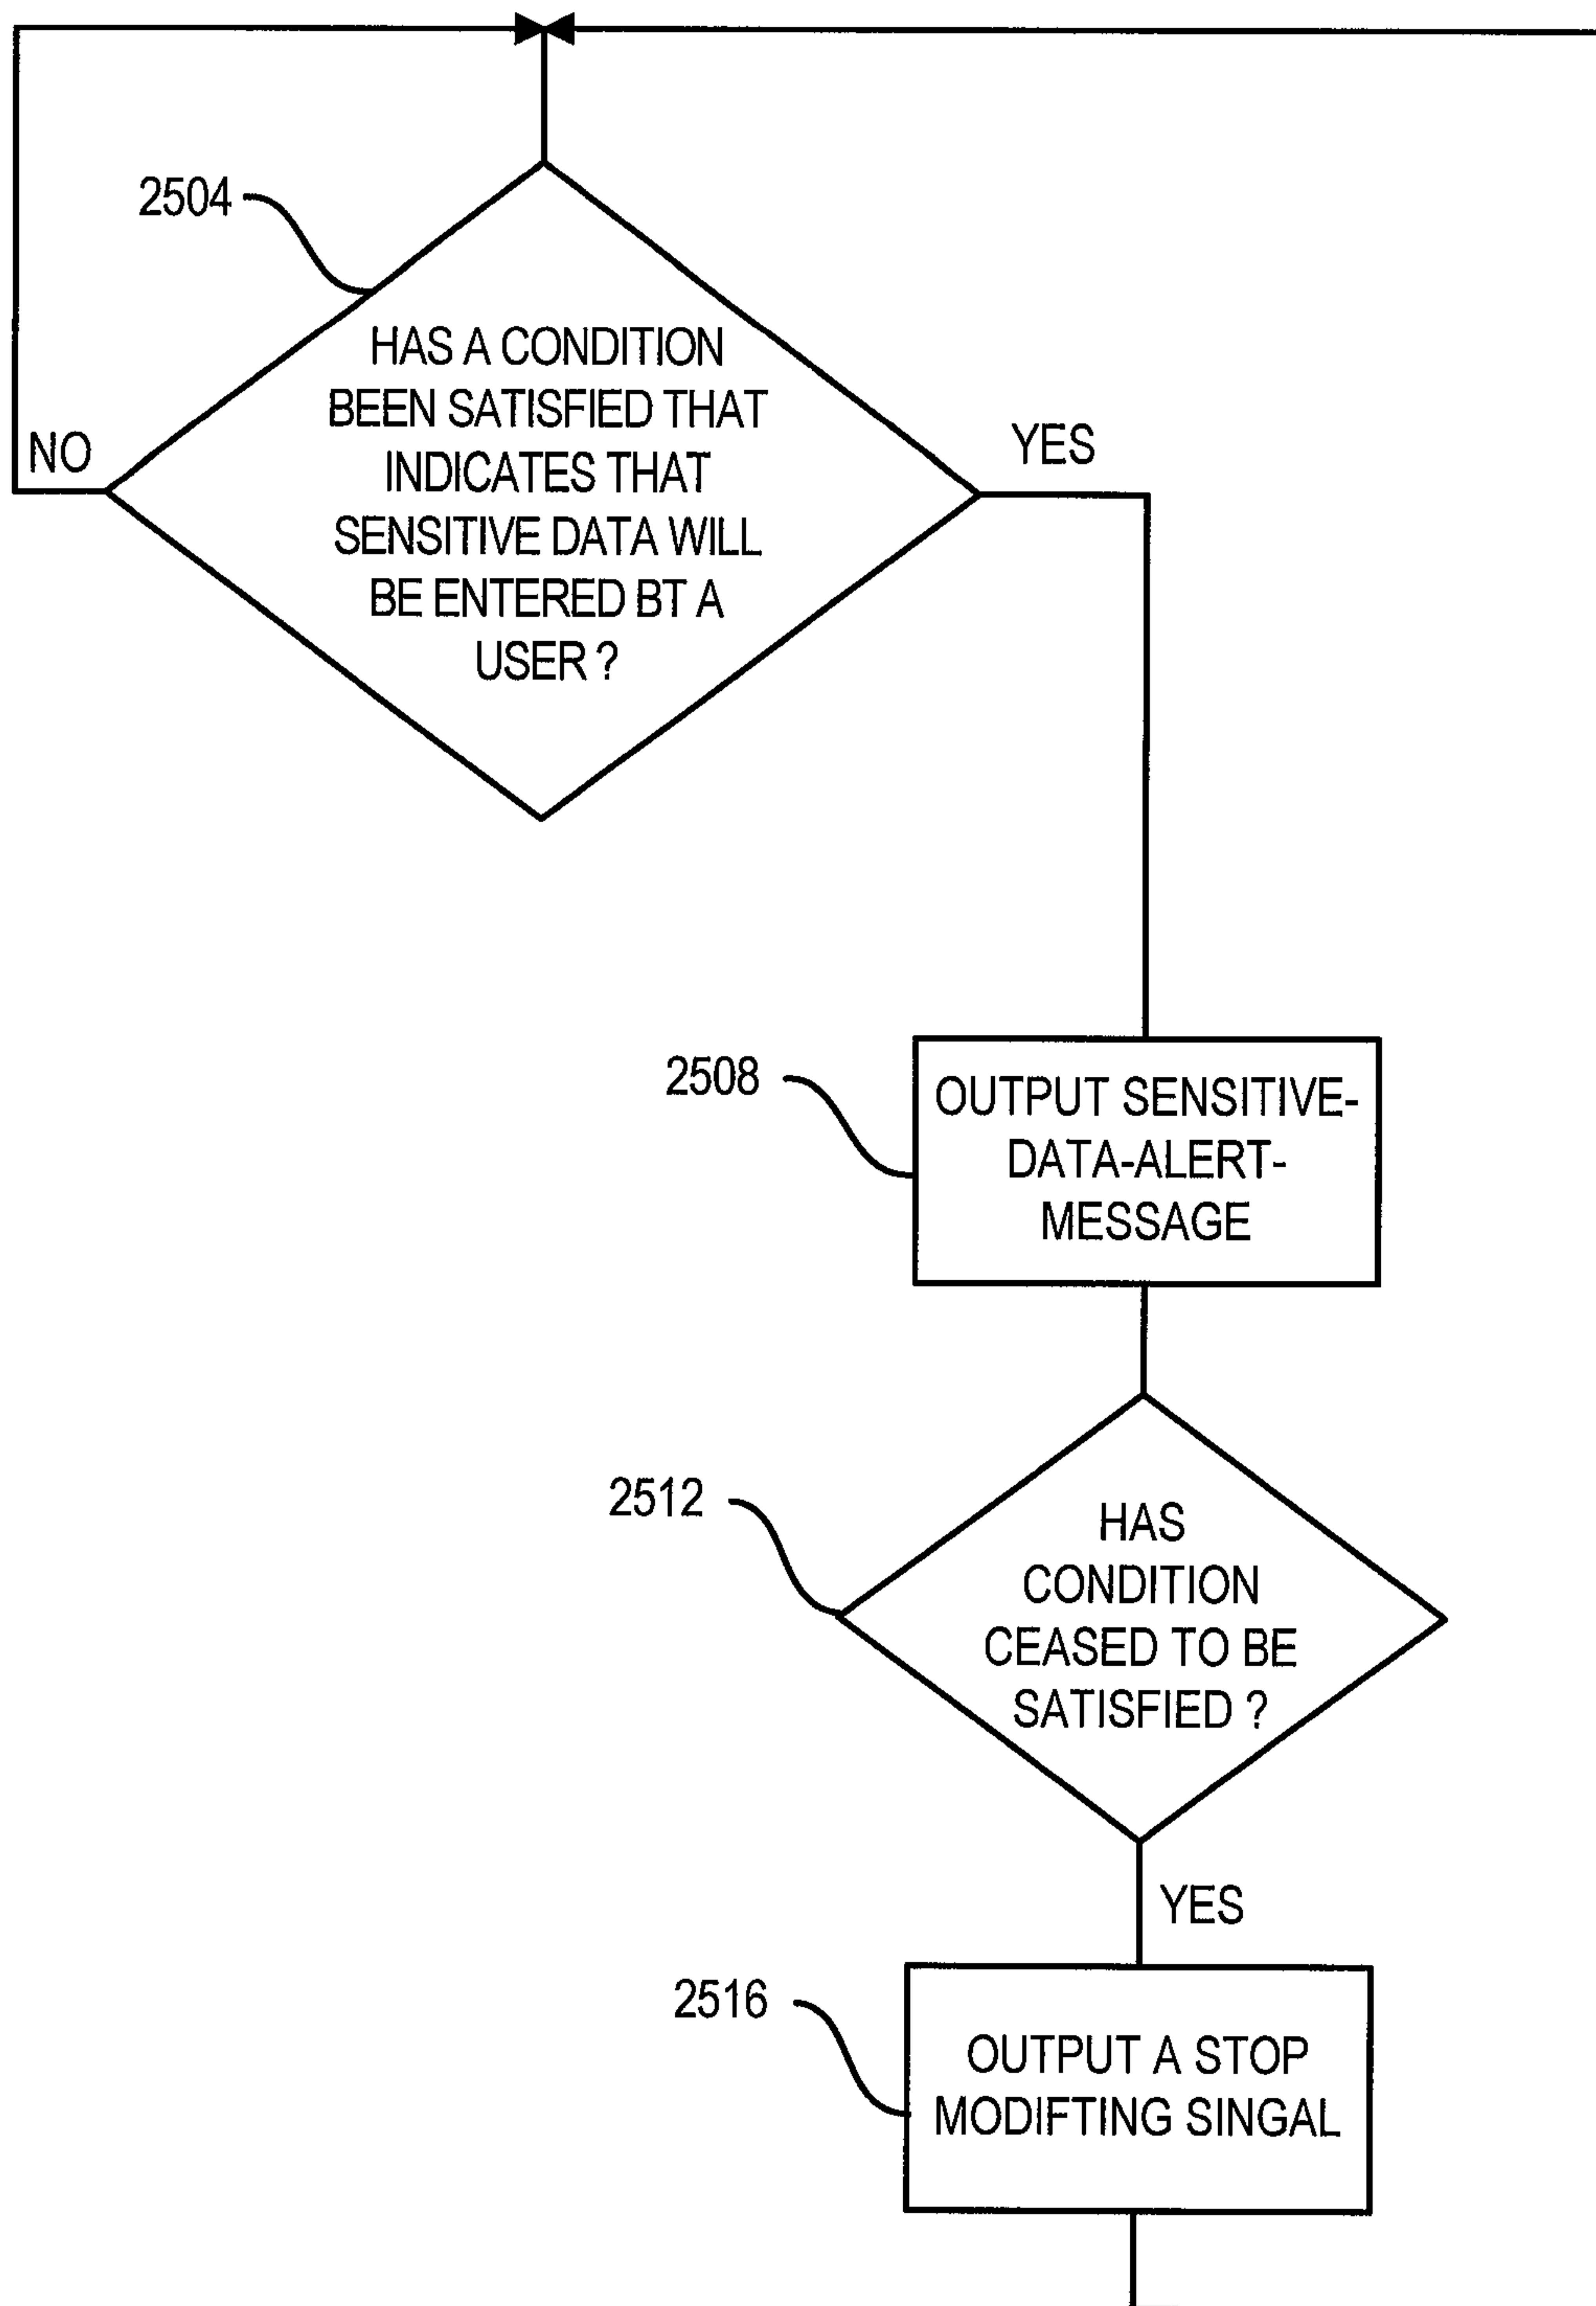 2504
HAS A CONDITION
BEEN SATISFIED THAT
INDICATES THAT
SENSITIVE DATA WILL
BE ENTERED BT A
USER ?
NO
YES
2508
OUTPUT SENSITIVE-
DATA-ALERT-
MESSAGE
2512
HAS
CONDITION
CEASED TO BE
SATISFIED ?
YES
2516
OUTPUT A STOP
MODIFTING SINGAL